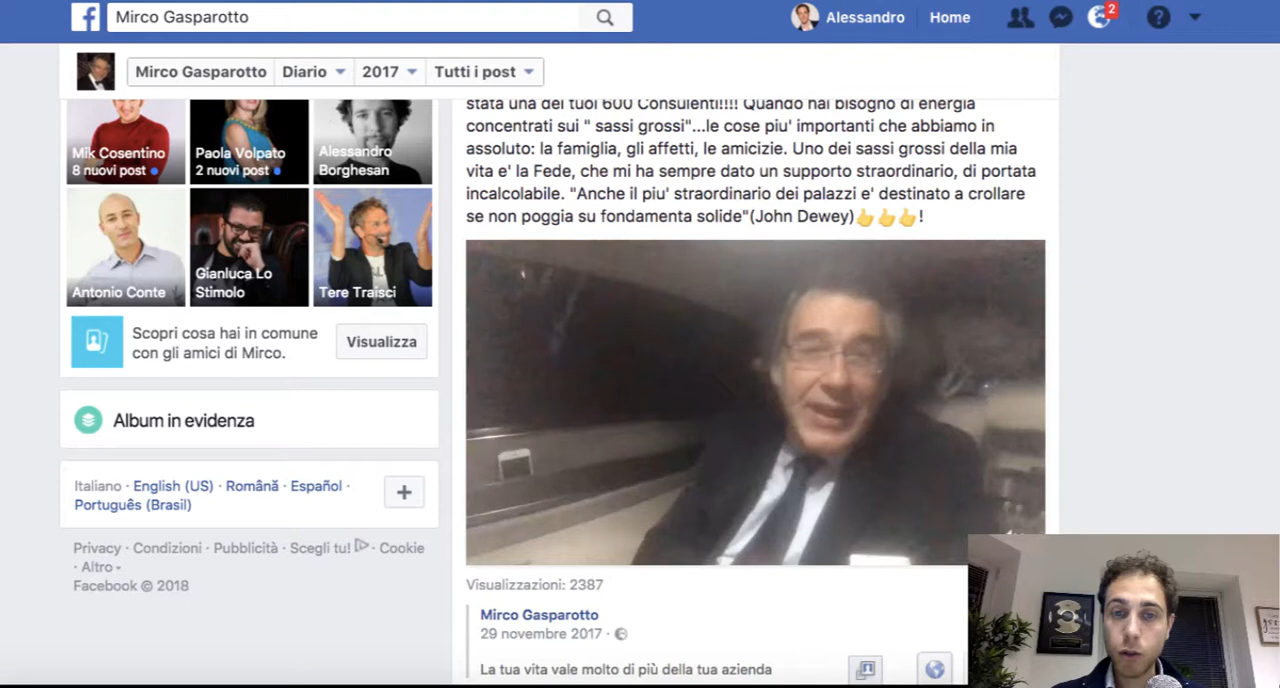 Mirco Gasparotto
Alessandro
Home
2
Mirco Gasparotto
Diario
2017
Tutti i post
Mik Cosentino
8 nuovi post
Paola Volpato
2 nuovi post
Alessandro
Borghesan
Antonio Conte
Gianluca Lo
Stimolo
Tere Traisci
Scopri cosa hai in comune
con gli amici di Mirco.
Visualizza
Album in evidenza
Italiano · English (US) · Română · Español ·
Português (Brasil)
Privacy · Condizioni · Pubblicità · Scegli tu! · Cookie
· Altro
Facebook © 2018
stata una dei tuoi 600 Consulenti!!!! Quando hai bisogno di energia
concentrati sui " sassi grossi"...le cose piu' importanti che abbiamo in
assoluto: la famiglia, gli affetti, le amicizie. Uno dei sassi grossi della mia
vita e' la Fede, che mi ha sempre dato un supporto straordinario, di portata
incalcolabile. "Anche il piu' straordinario dei palazzi e' destinato a crollare
se non poggia su fondamenta solide"(John Dewey)👍👍👍!
Visualizzazioni: 2387
Mirco Gasparotto
29 novembre 2017 ·
La tua vita vale molto di più della tua azienda